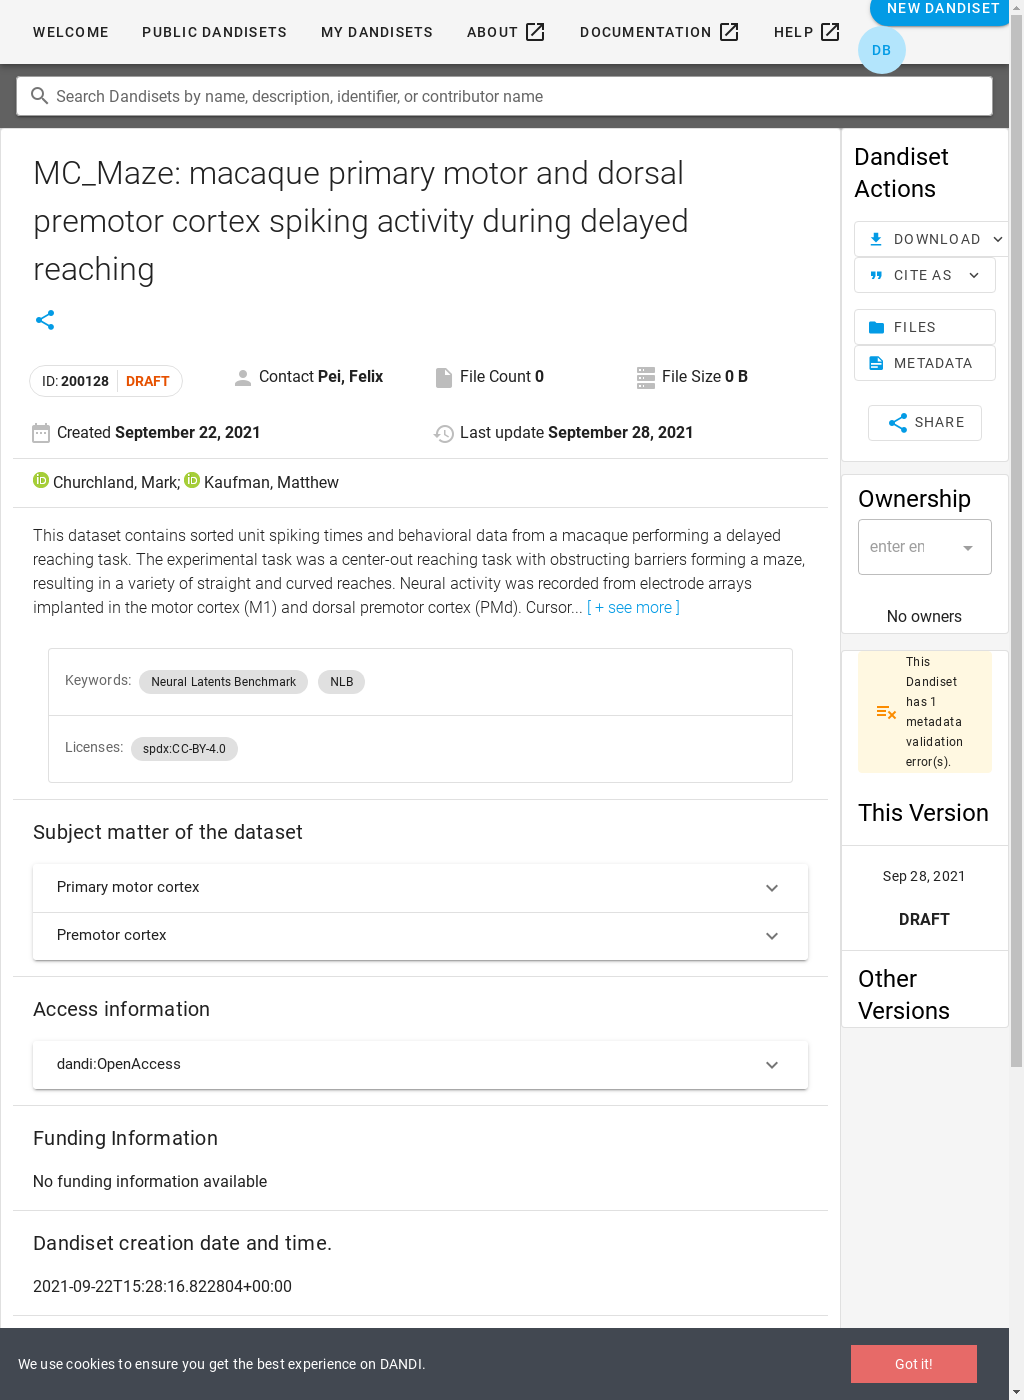 WELCOME PUBLIC DANDISETS MY DANDISETS ABOUT DOCUMENTATION HELP NEW DANDISET
DB
Search Dandisets by name, description, identifier, or contributor name
MC_Maze: macaque primary motor and dorsal
premotor cortex spiking activity during delayed
reaching
ID: 200128 DRAFT
Contact Pei, Felix
File Count 0
File Size 0 B
Created September 22, 2021
Last update September 28, 2021
iD Churchland, Mark; iD Kaufman, Matthew
This dataset contains sorted unit spiking times and behavioral data from a macaque performing a delayed
reaching task. The experimental task was a center-out reaching task with obstructing barriers forming a maze,
resulting in a variety of straight and curved reaches. Neural activity was recorded from electrode arrays
implanted in the motor cortex (M1) and dorsal premotor cortex (PMd). Cursor... [ + see more ]
Keywords: Neural Latents Benchmark NLB
Licenses: spdx:CC-BY-4.0
Subject matter of the dataset
Primary motor cortex
Premotor cortex
Access information
dandi:OpenAccess
Funding Information
No funding information available
Dandiset creation date and time.
2021-09-22T15:28:16.822804+00:00
Dandiset
Actions
DOWNLOAD
CITE AS
FILES
METADATA
SHARE
Ownership
enter en
No owners
This
Dandiset
has 1
metadata
validation
error(s).
This Version
Sep 28, 2021
DRAFT
Other
Versions
We use cookies to ensure you get the best experience on DANDI.
Got it!